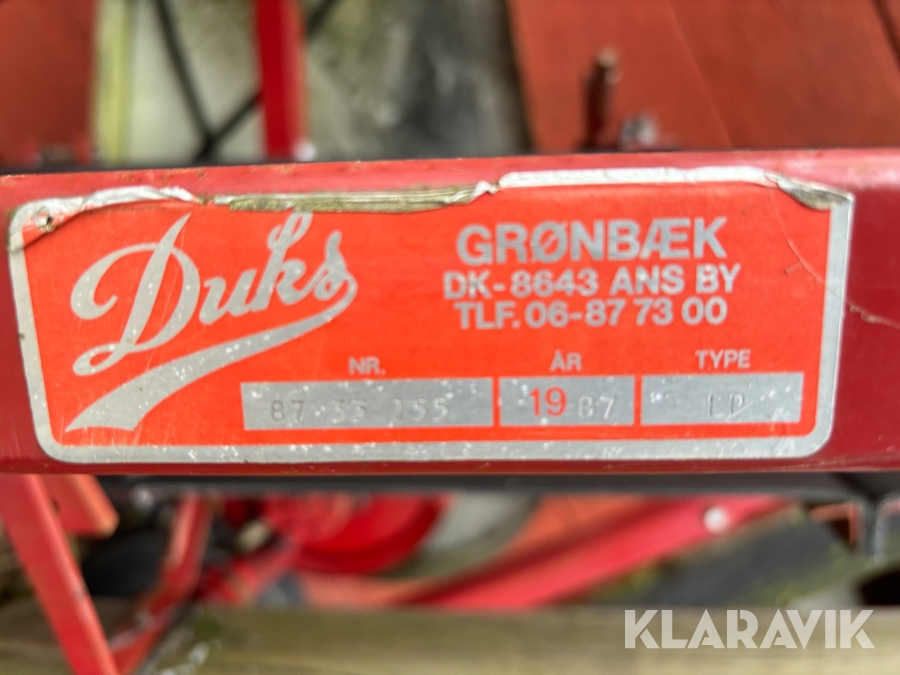 Duks
GRØNBÆK
DK-8643 ANS BY
TLF. 06-87 73 00
NR. ÅR TYPE
87 33 155 1987 LP
KLARAVIK